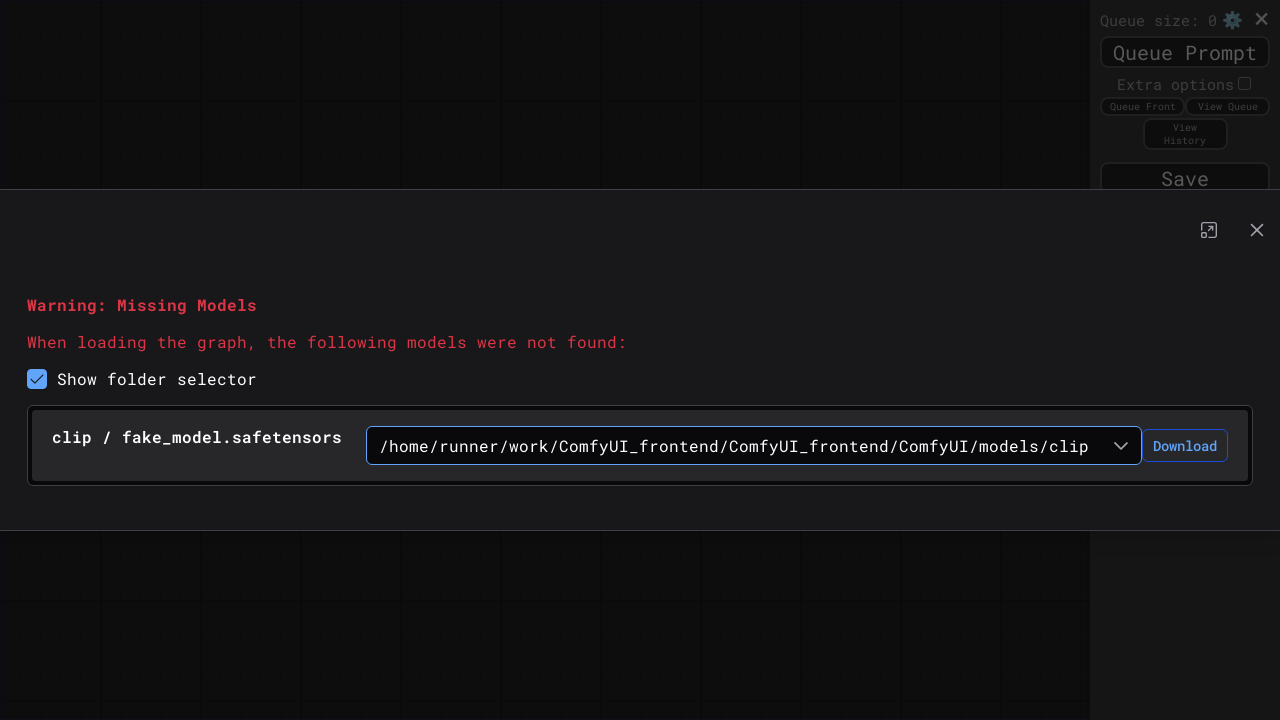 Queue size: 0
Queue Prompt
Extra options
Queue Front
View Queue
View
History
Save
Warning: Missing Models
When loading the graph, the following models were not found:
Show folder selector
clip / fake_model.safetensors
/home/runner/work/ComfyUI_frontend/ComfyUI_frontend/ComfyUI/models/clip
Download